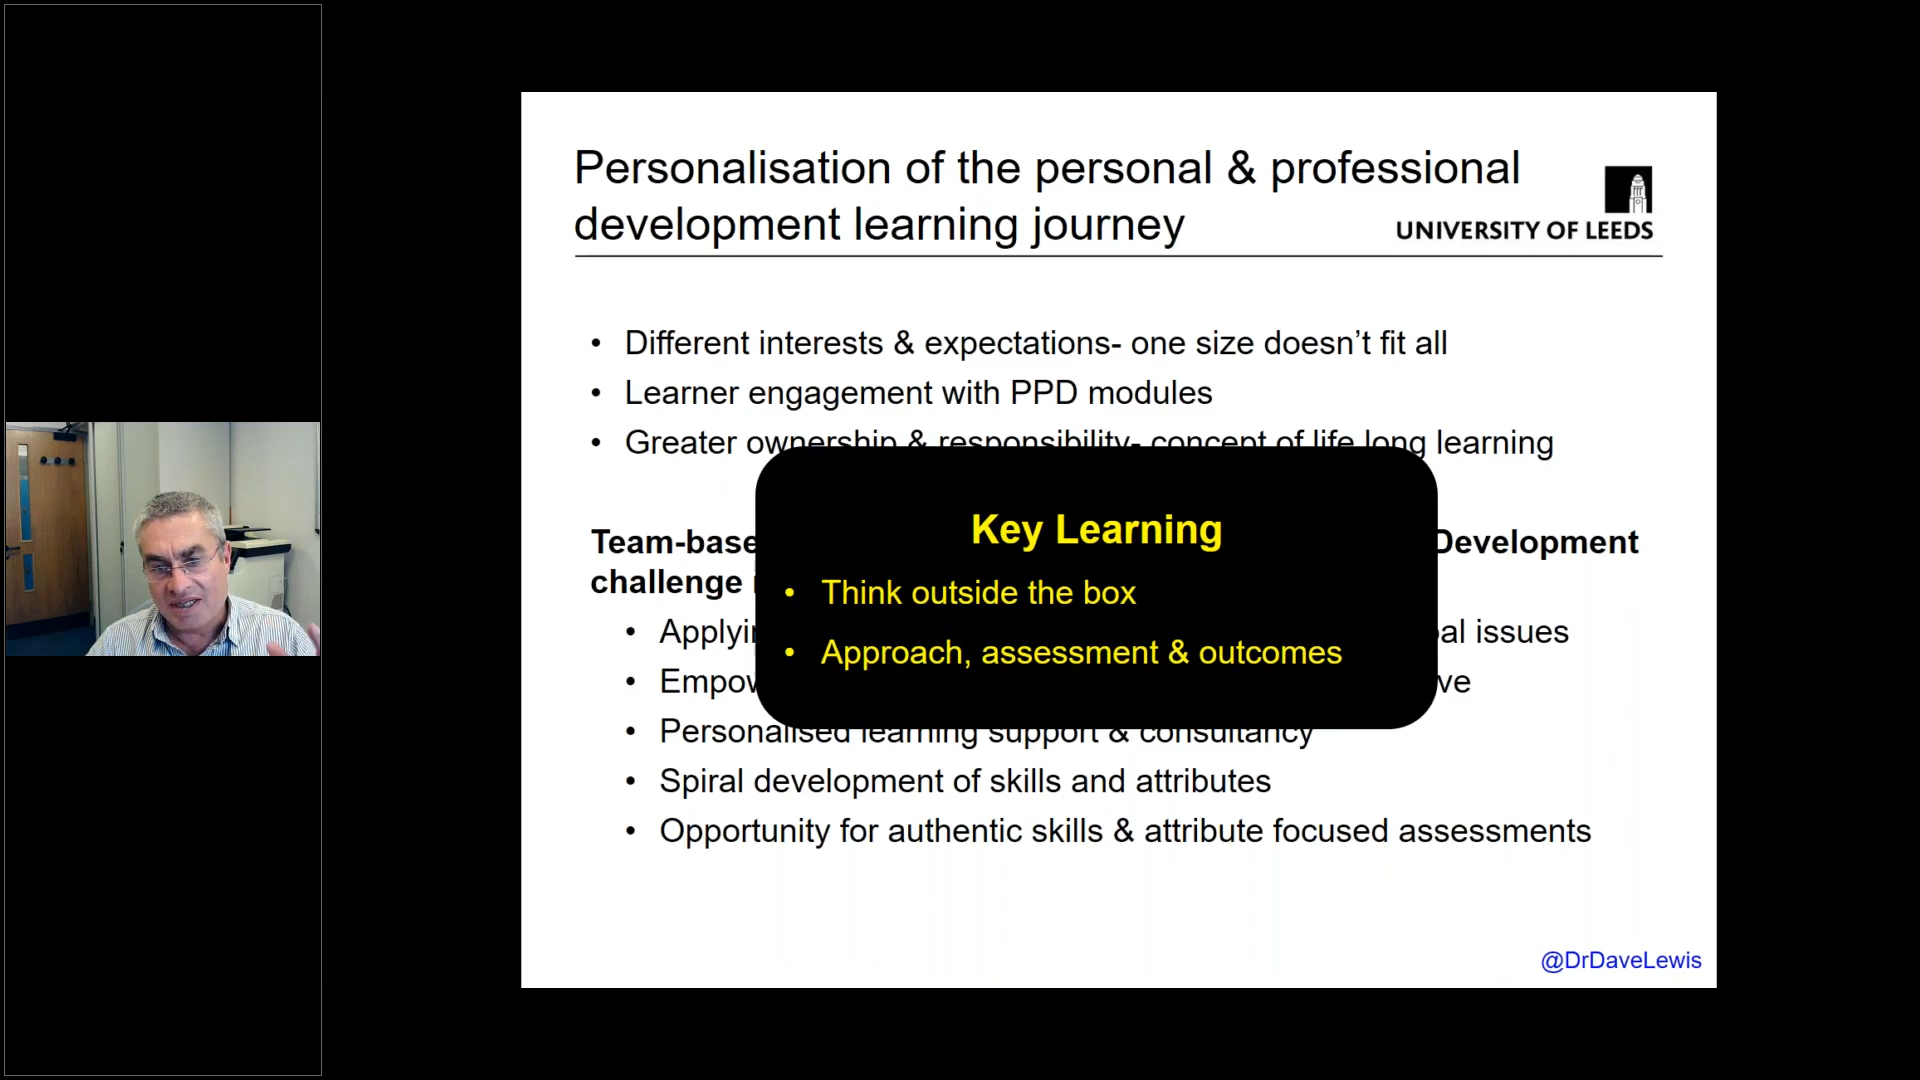 Personalisation of the personal & professional
development learning journey
UNIVERSITY OF LEEDS
• Different interests & expectations- one size doesn’t fit all
• Learner engagement with PPD modules
• Greater ownership & responsibility- concept of life long learning
Team-base Development
challenge
• al issues
•
• Personalised learning support & consultancy
• Spiral development of skills and attributes
• Opportunity for authentic skills & attribute focused assessments
Key Learning
• Think outside the box
• Approach, assessment & outcomes
@DrDaveLewis